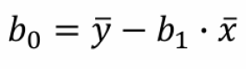 b₀ = ȳ − b₁ · x̄